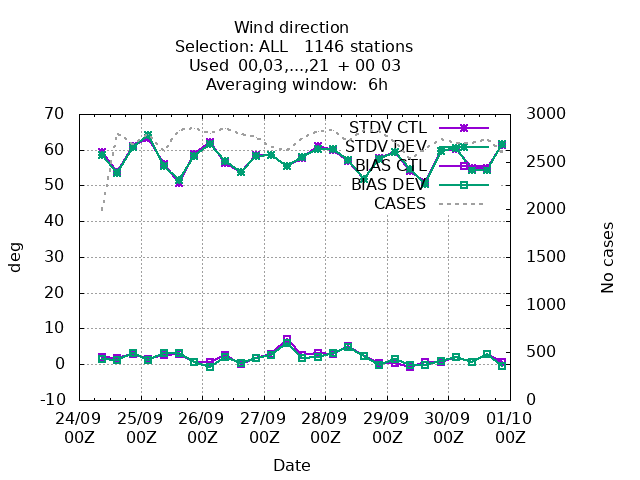 Wind direction
Selection: ALL   1146 stations
Used  00,03,...,21  + 00 03
Averaging window:  6h
70
60
50
40
30
20
10
0
-10
3000
2500
2000
1500
1000
500
0
STDV CTL
STDV DEV
BIAS CTL
BIAS DEV
CASES
deg
No cases
24/09 25/09 26/09 27/09 28/09 29/09 30/09 01/10
00Z 00Z 00Z 00Z 00Z 00Z 00Z 00Z
Date